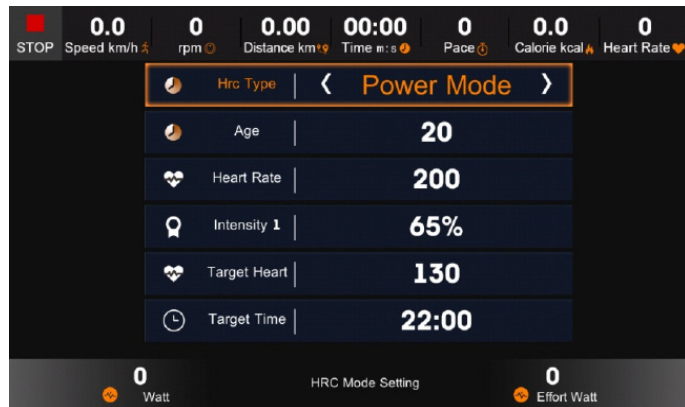 0.0 0 0.00 00:00 0 0.0 0
STOP Speed km/h rpm Distance km Time m:s Pace Calorie kcal Heart Rate
Hrc Type Power Mode
Age 20
Heart Rate 200
Intensity 1 65%
Target Heart 130
Target Time 22:00
0 0
Watt HRC Mode Setting Effort Watt